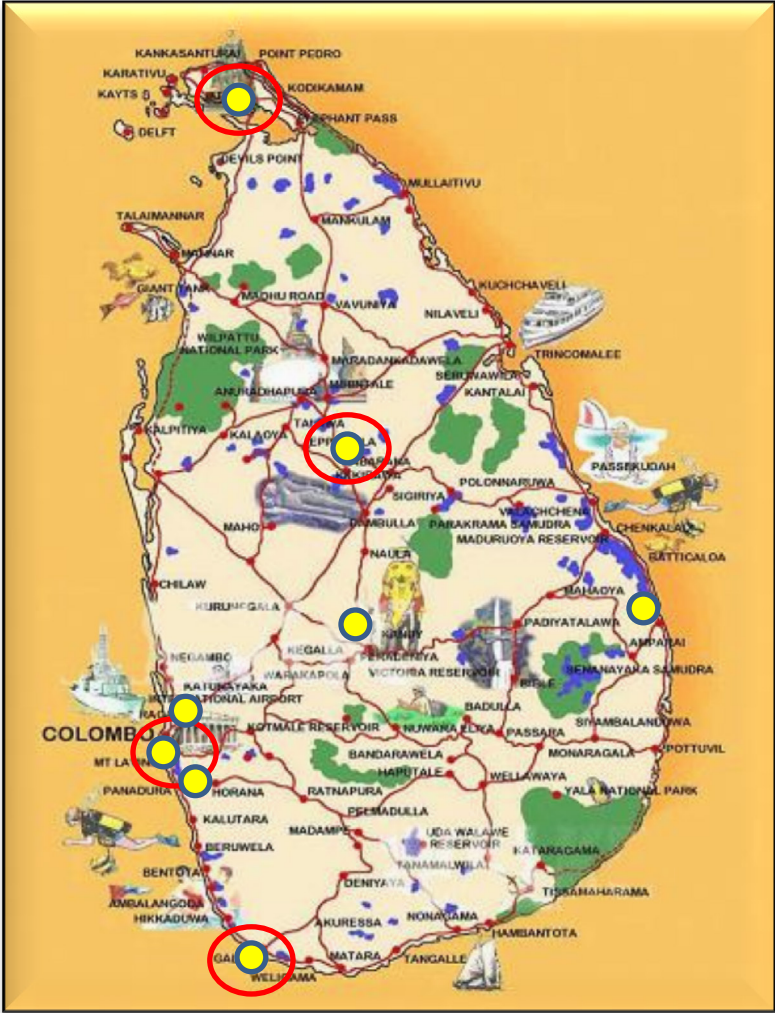 KANKASANTURAI
POINT PEDRO
KARATIVU
KAYTS
KODIKAMAM
PHANT PASS
DELFT
DEVILS POINT
MULLAITIVU
TALAIMANNAR
MANKULAM
MANNAR
GIANT TANK
MADHU ROAD
VAVUNIYA
KUCHCHAVELI
NILAVELI
WILPATTU
NATIONAL PARK
MARADANKADAWELA
TRINCOMALEE
SERUWAWILA
ANURADHAPURA
MIHINTALE
KANTALAI
KALPITIYA
KALAOYA
PASSEKUDAH
SIGIRIYA
POLONNARUWA
VALACHCHENA
MAHO
DAMBULLA
PARAKRAMA SAMUDRA
CHENKALADI
MADURUOYA RESERVOIR
NAULA
BATTICALOA
CHILAW
MAHAOYA
KURUNEGALA
PADIYATALAWA
KANDY
AMPARAI
NEGAMBO
KEGALLA
PERADENIYA
SENANAYAKA SAMUDRA
WARAKAPOLA
VICTORIA RESERVOIR
KATUNAYAKA
BIBLE
INTERNATIONAL AIRPORT
BADULLA
SIYAMBALANDUWA
COLOMBO
KOTMALE RESERVOIR
NUWARA ELIYA
PASSARA
MONARAGALA
POTTUVIL
BANDARAWELA
MT LA
HAPUTALE
WELLAWAYA
PANADURA
HORANA
RATNAPURA
YALA NATIONAL PARK
KALUTARA
PELMADULLA
MADAMPE
UDA WALAWE
RESERVOIR
BERUWELA
KATARAGAMA
TANAMALWILA
BENTOTA
DENIYAYA
TISSAMAHARAMA
AMBALANGODA
HIKKADUWA
AKURESSA
NONAGAMA
HAMBANTOTA
MATARA
TANGALLE
WELIGAMA